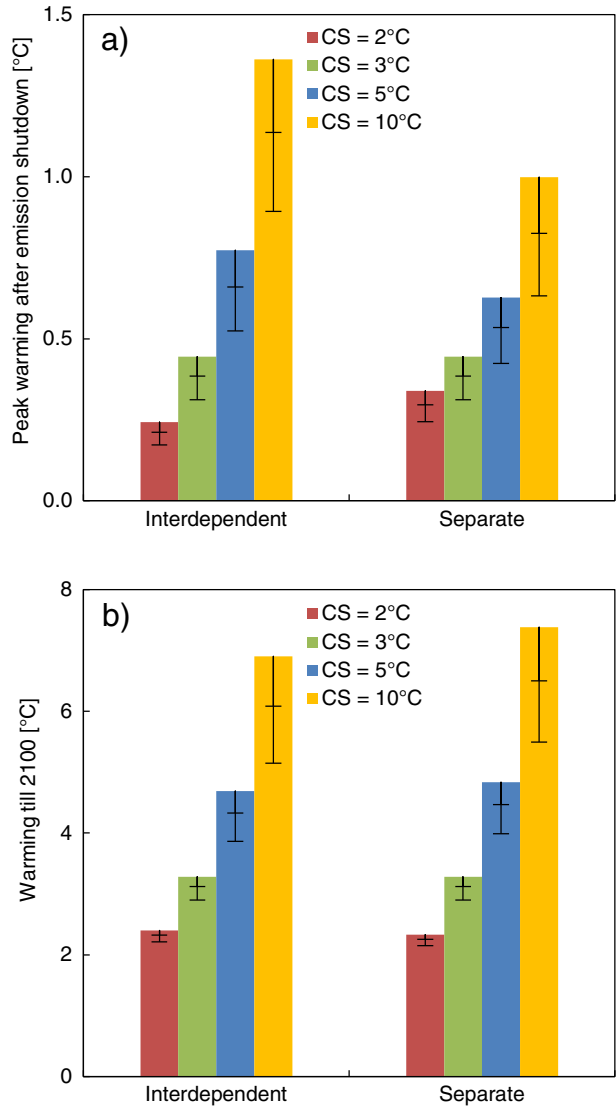 a)
CS = 2°C
CS = 3°C
CS = 5°C
CS = 10°C
Peak warming after emission shutdown [°C]
1.5
1.0
0.5
0.0
Interdependent Separate
b)
CS = 2°C
CS = 3°C
CS = 5°C
CS = 10°C
Warming till 2100 [°C]
8
6
4
2
0
Interdependent Separate